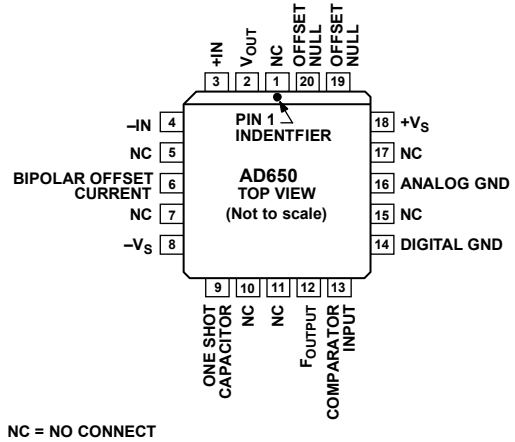 +IN
VOUT
NC
OFFSET
NULL
OFFSET
NULL
3
2
1
20
19
–IN
4
PIN 1
INDENTFIER
18
+VS
NC
5
17
NC
BIPOLAR OFFSET
CURRENT
6
AD650
TOP VIEW
(Not to scale)
16
ANALOG GND
NC
7
15
NC
–VS
8
14
DIGITAL GND
9
10
11
12
13
ONE SHOT
CAPACITOR
NC
NC
FOUTPUT
COMPARATOR
INPUT
NC = NO CONNECT